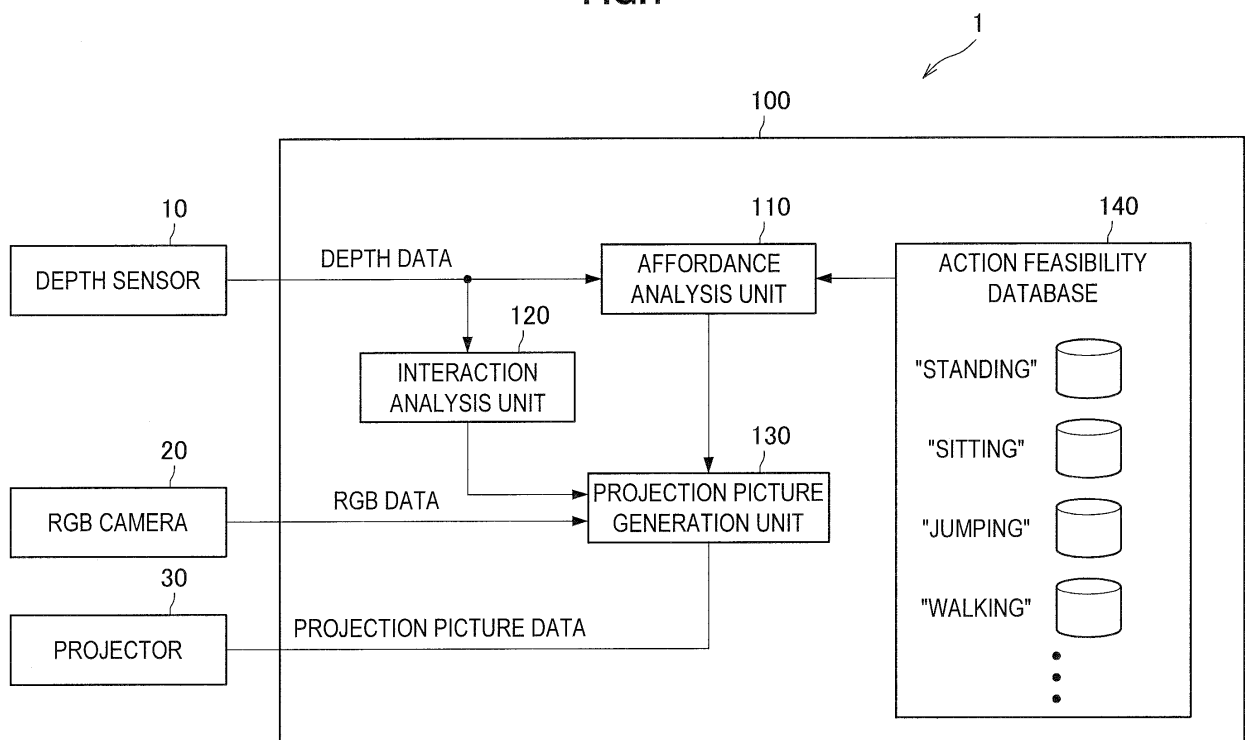 1
100
10
DEPTH SENSOR
DEPTH DATA
110
AFFORDANCE
ANALYSIS UNIT
140
ACTION FEASIBILITY
DATABASE
120
INTERACTION
ANALYSIS UNIT
"STANDING"
"SITTING"
"JUMPING"
"WALKING"
20
RGB CAMERA
RGB DATA
130
PROJECTION PICTURE
GENERATION UNIT
30
PROJECTOR
PROJECTION PICTURE DATA